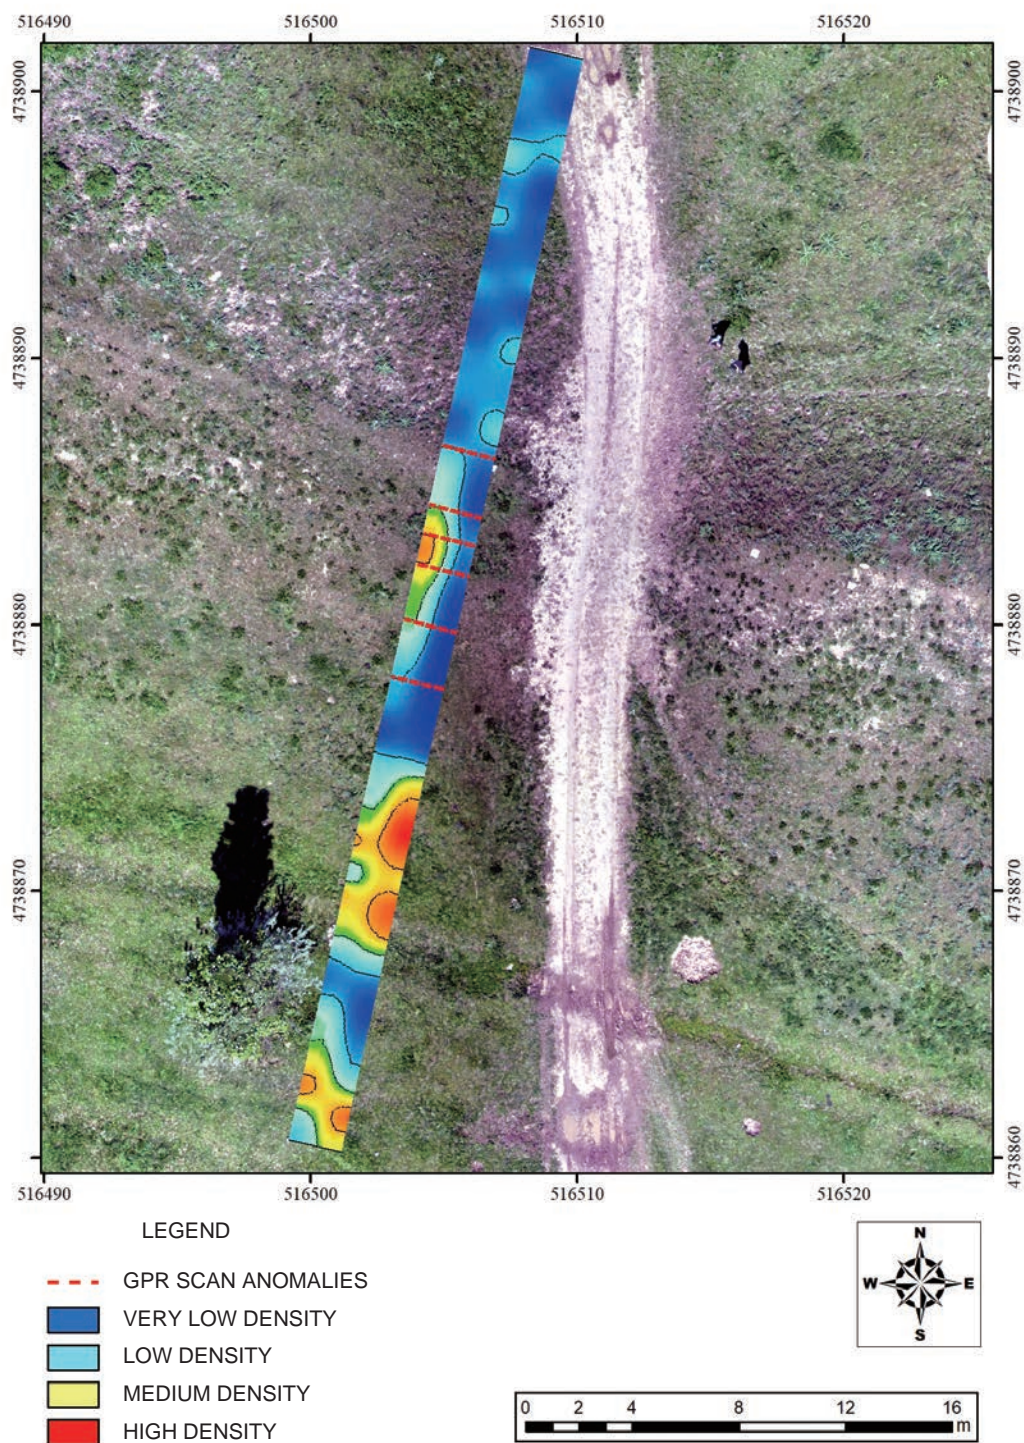 516490 516500 516510 516520
4738900 4738900
4738890 4738890
4738880 4738880
4738870 4738870
4738860
516490 516500 516510 516520
LEGEND
GPR SCAN ANOMALIES
VERY LOW DENSITY
LOW DENSITY
MEDIUM DENSITY
HIGH DENSITY
N
W E
S
0 2 4 8 12 16
m